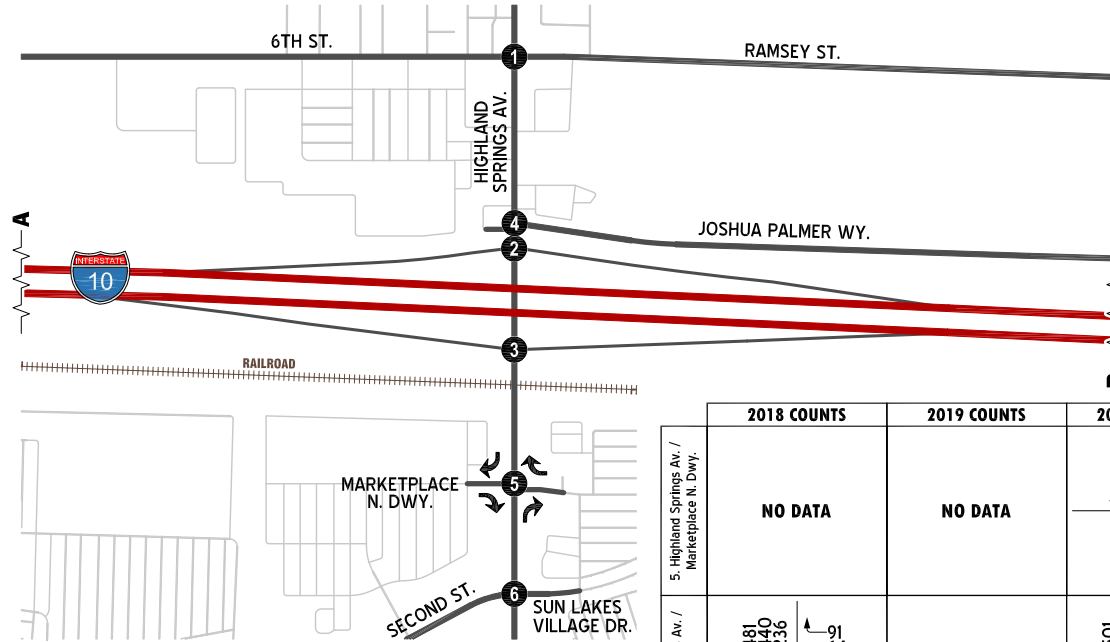 6TH ST.
RAMSEY ST.
1
HIGHLAND
SPRINGS AV.
A
4
JOSHUA PALMER WY.
2
INTERSTATE
10
3
RAILROAD
2018 COUNTS
2019 COUNTS
5. Highland Springs Av. /
Marketplace N. Dwy.
NO DATA
NO DATA
MARKETPLACE
N. DWY.
5
6
SECOND ST.
SUN LAKES
VILLAGE DR.
Av. /
91